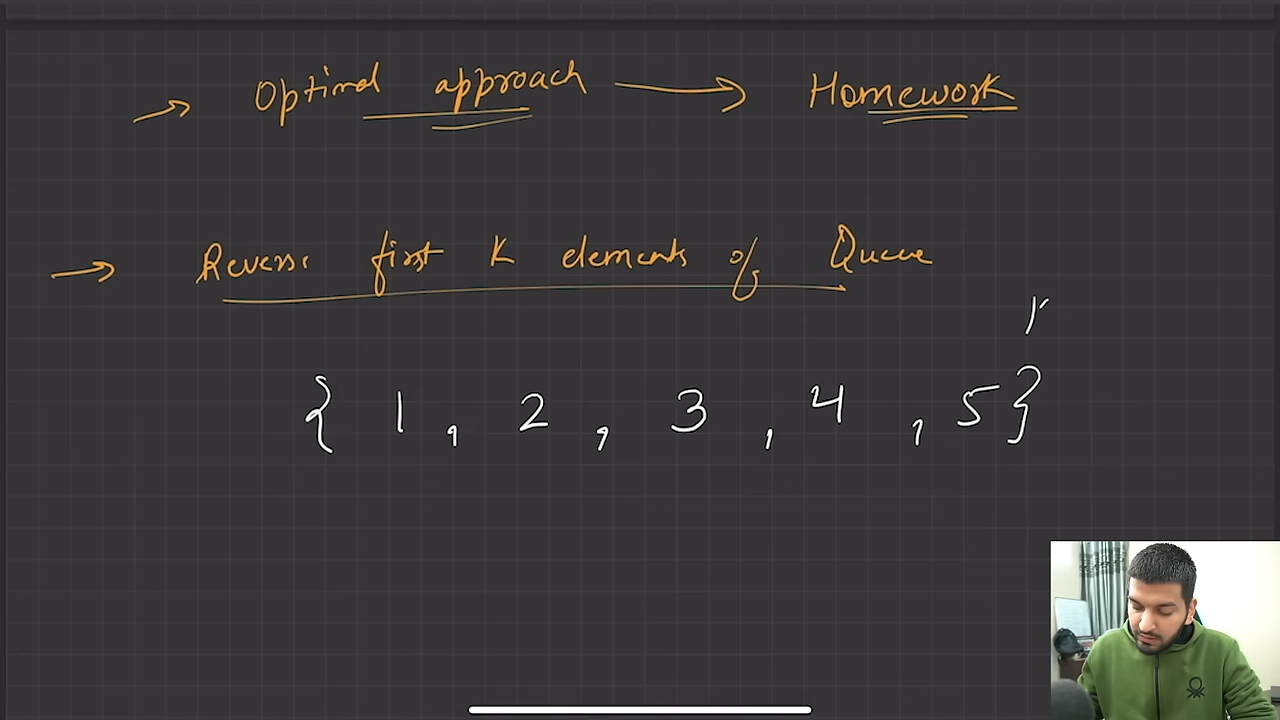 → Optimal approach → Homework
→ Reverse first K elements of Queue
{ 1 , 2 , 3 , 4 , 5 }